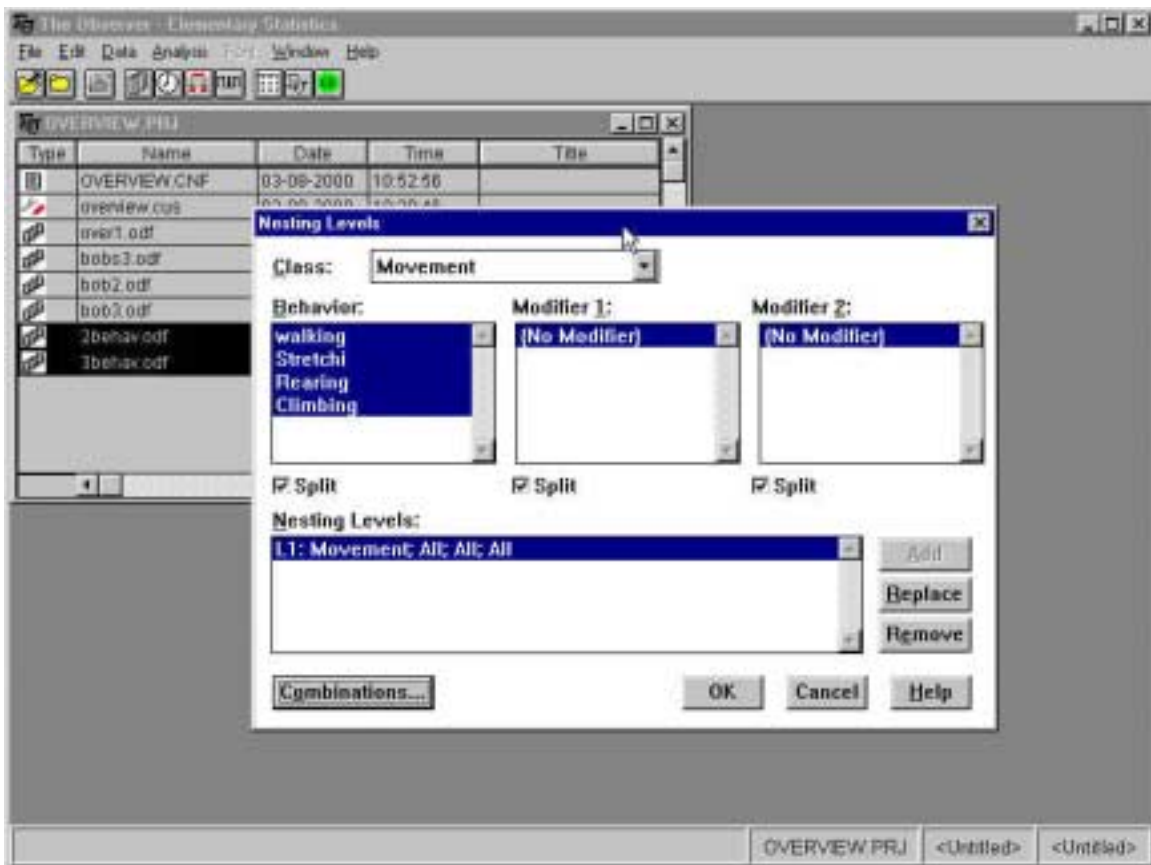 The Observer - Elementary Statistics
File Edit Data Analysis Font Window Help
OVERVIEW.PRJ
Type Name Date Time Title
OVERVIEW.CNF 03-08-2000 10:52:56
overview.cus
over1.odf
bobs3.odf
bob2.odf
bob3.odf
2behav.odf
3behav.odf
Nesting Levels
Class: Movement
Behavior: Modifier 1: Modifier 2:
walking (No Modifier) (No Modifier)
Stretchi
Rearing
Climbing
Split Split Split
Nesting Levels:
L1: Movement; All; All; All
Add
Replace
Remove
Combinations... OK Cancel Help
OVERVIEW.PRJ <Untitled> <Untitled>